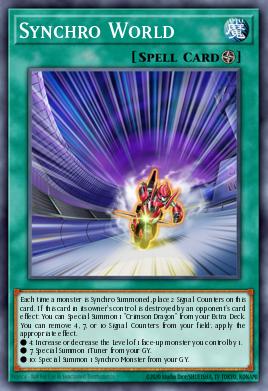 Synchro World
[Spell Card]
Each time a monster is Synchro Summoned, place 2 Signal Counters on this
card. If this card in its owner's control is destroyed by an opponent's card
effect: You can Special Summon 1 "Crimson Dragon" from your Extra Deck.
You can remove 4, 7, or 10 Signal Counters from your field; apply the
appropriate effect.
● 4: Increase or decrease the Level of 1 face-up monster you control by 1.
● 7: Special Summon 1 Tuner from your GY.
● 10: Special Summon 1 Synchro Monster from your GY.